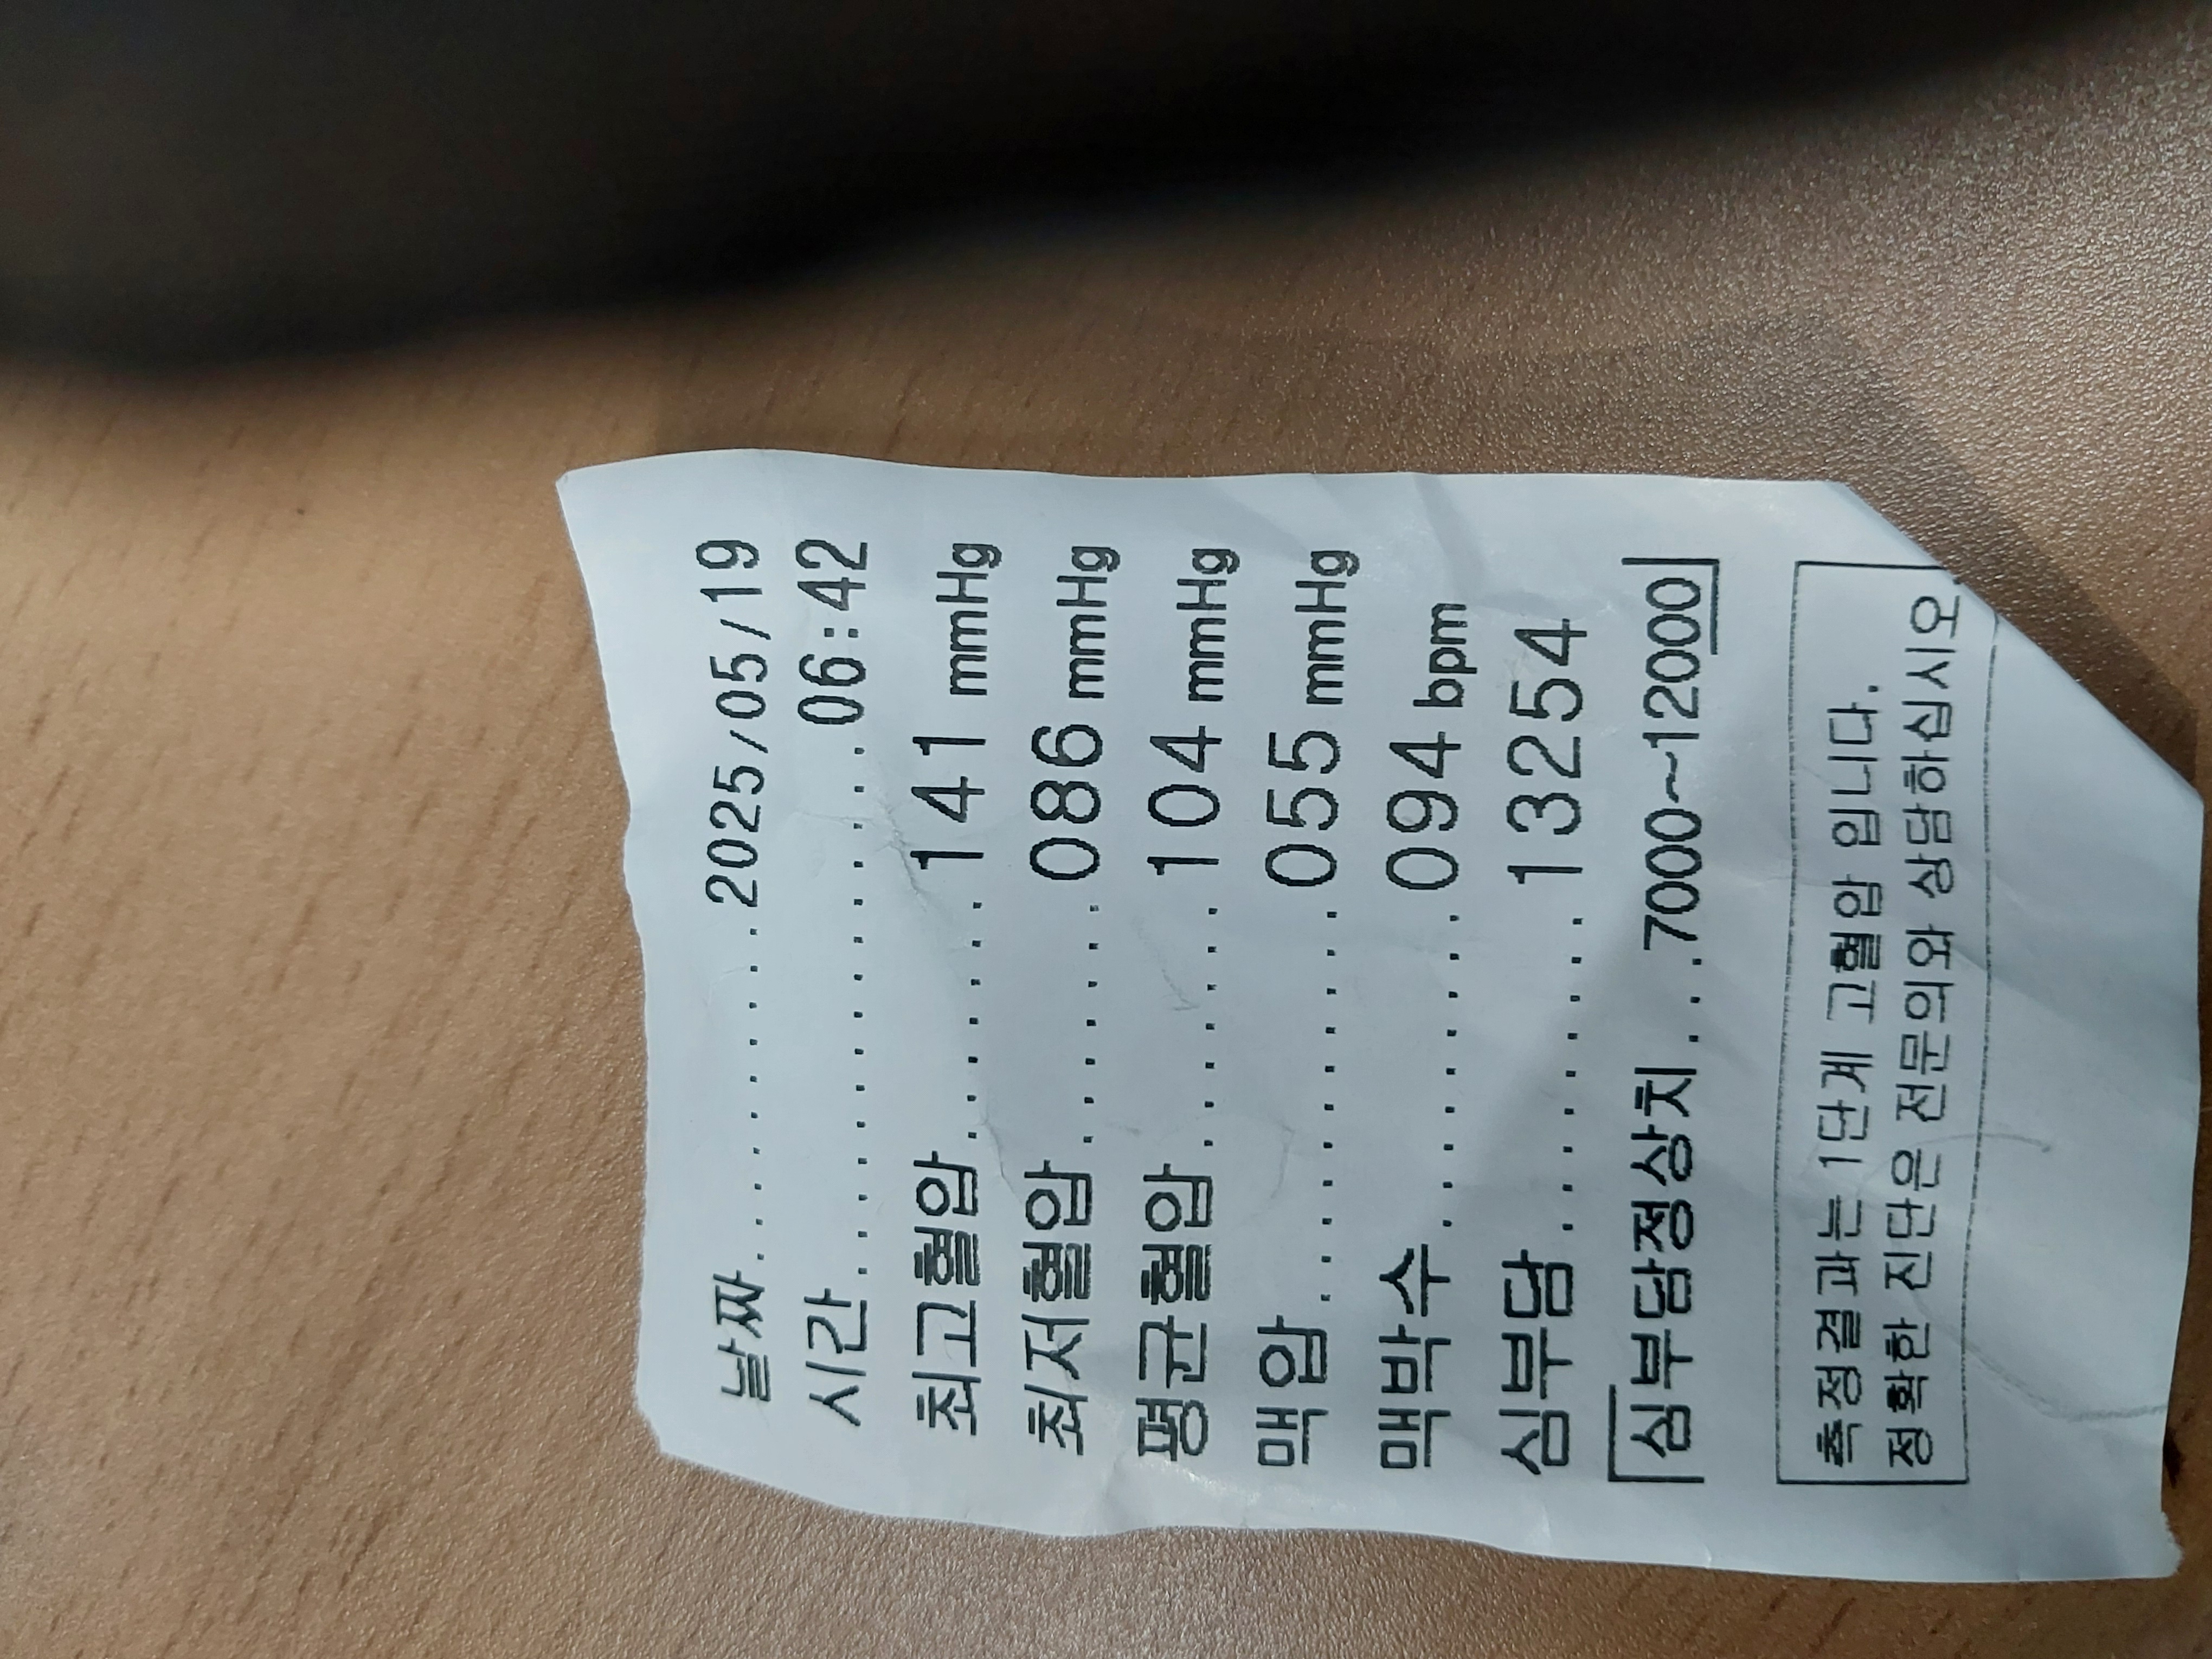 날짜............2025/05/19
시간................06:42
최고혈압........141 mmHg
최저혈압........086 mmHg
평균혈압........104 mmHg
맥압............055 mmHg
맥박수..........094 bpm
심부담..........13254
심부담정상치...7000~12000
측정결과는 1단계 고혈압 입니다.
정확한 진단은 전문의와 상담하십시오